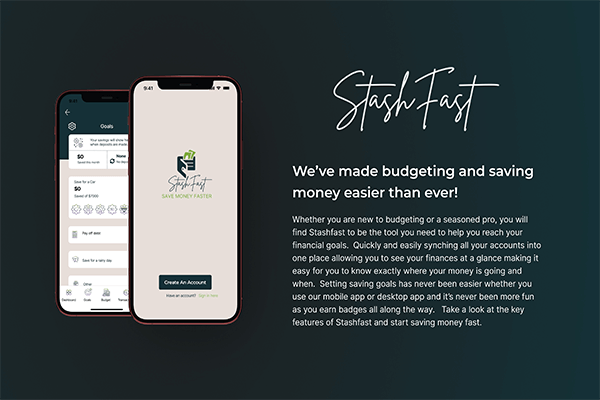 StashFast
We've made budgeting and saving
money easier than ever!
Whether you are new to budgeting or a seasoned pro, you will
find Stashfast to be the tool you need to help you reach your
financial goals.  Quickly and easily synching all your accounts into
one place allowing you to see your finances at a glance making it
easy for you to know exactly where your money is going and
when.  Setting saving goals has never been easier whether you
use our mobile app or desktop app and it's never been more fun
as you earn badges all along the way.   Take a look at the key
features of Stashfast and start saving money fast.
9:41
Goals
Your savings will show
when deposits are made.
$0
Saved this month
None
No
Save for a Car
$0
Saved of $7000
Pay off debt
Save for a rainy day
Other
Dashboard
Goals
Budget
9:41
StashFast
SAVE MONEY FASTER
Create An Account
Have an account? Sign in here